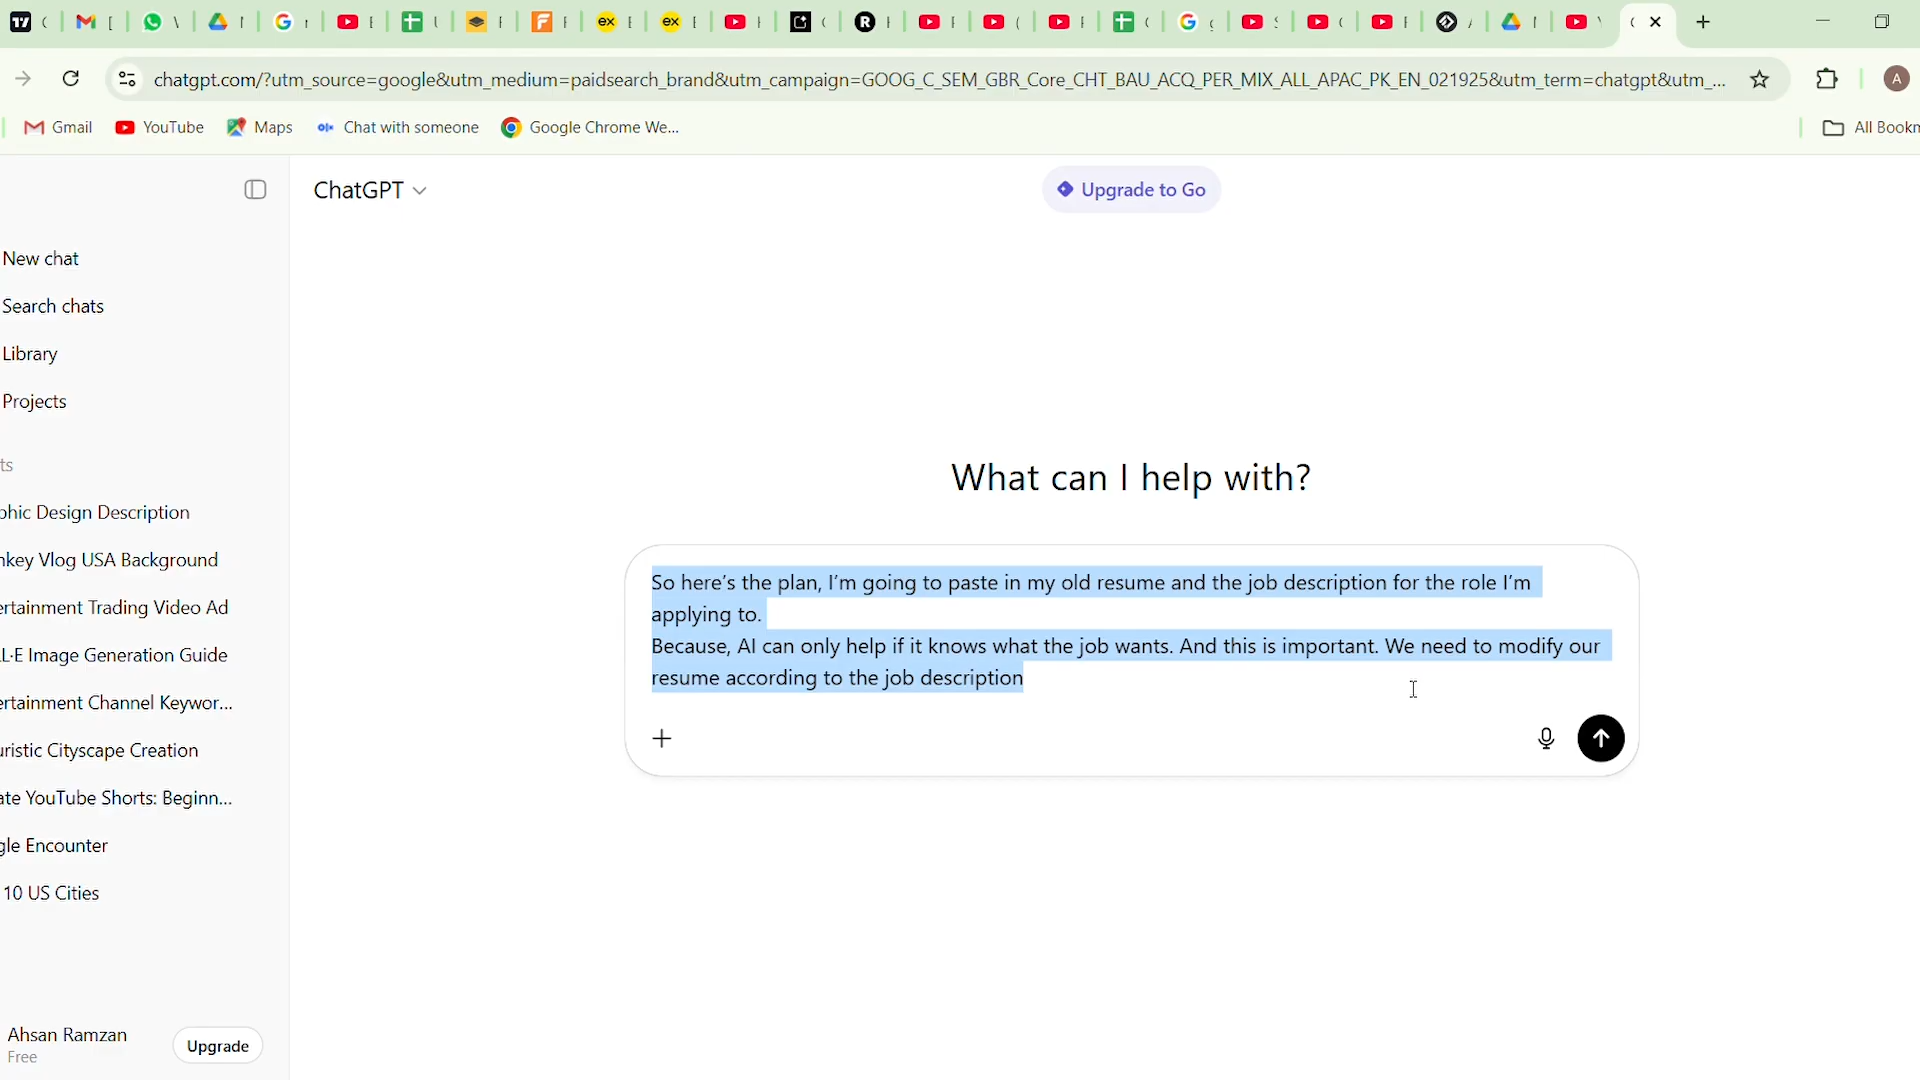 chatgpt.com/?utm_source=google&utm_medium=paidsearch_brand&utm_campaign=GOOG_C_SEM_GBR_Core_CHT_BAU_ACQ_PER_MIX_ALL_APAC_PK_EN_021925&utm_term=chatgpt&utm_...
A
Gmail
YouTube
Maps
Chat with someone
Google Chrome We...
All Bookm
ChatGPT
Upgrade to Go
New chat
Search chats
Library
Projects
ts
phic Design Description
nkey Vlog USA Background
ertainment Trading Video Ad
LL·E Image Generation Guide
ertainment Channel Keywor...
uristic Cityscape Creation
ate YouTube Shorts: Beginn...
gle Encounter
10 US Cities
What can I help with?
So here’s the plan, I’m going to paste in my old resume and the job description for the role I’m
applying to.
Because, AI can only help if it knows what the job wants. And this is important. We need to modify our
resume according to the job description
Ahsan Ramzan
Free
Upgrade